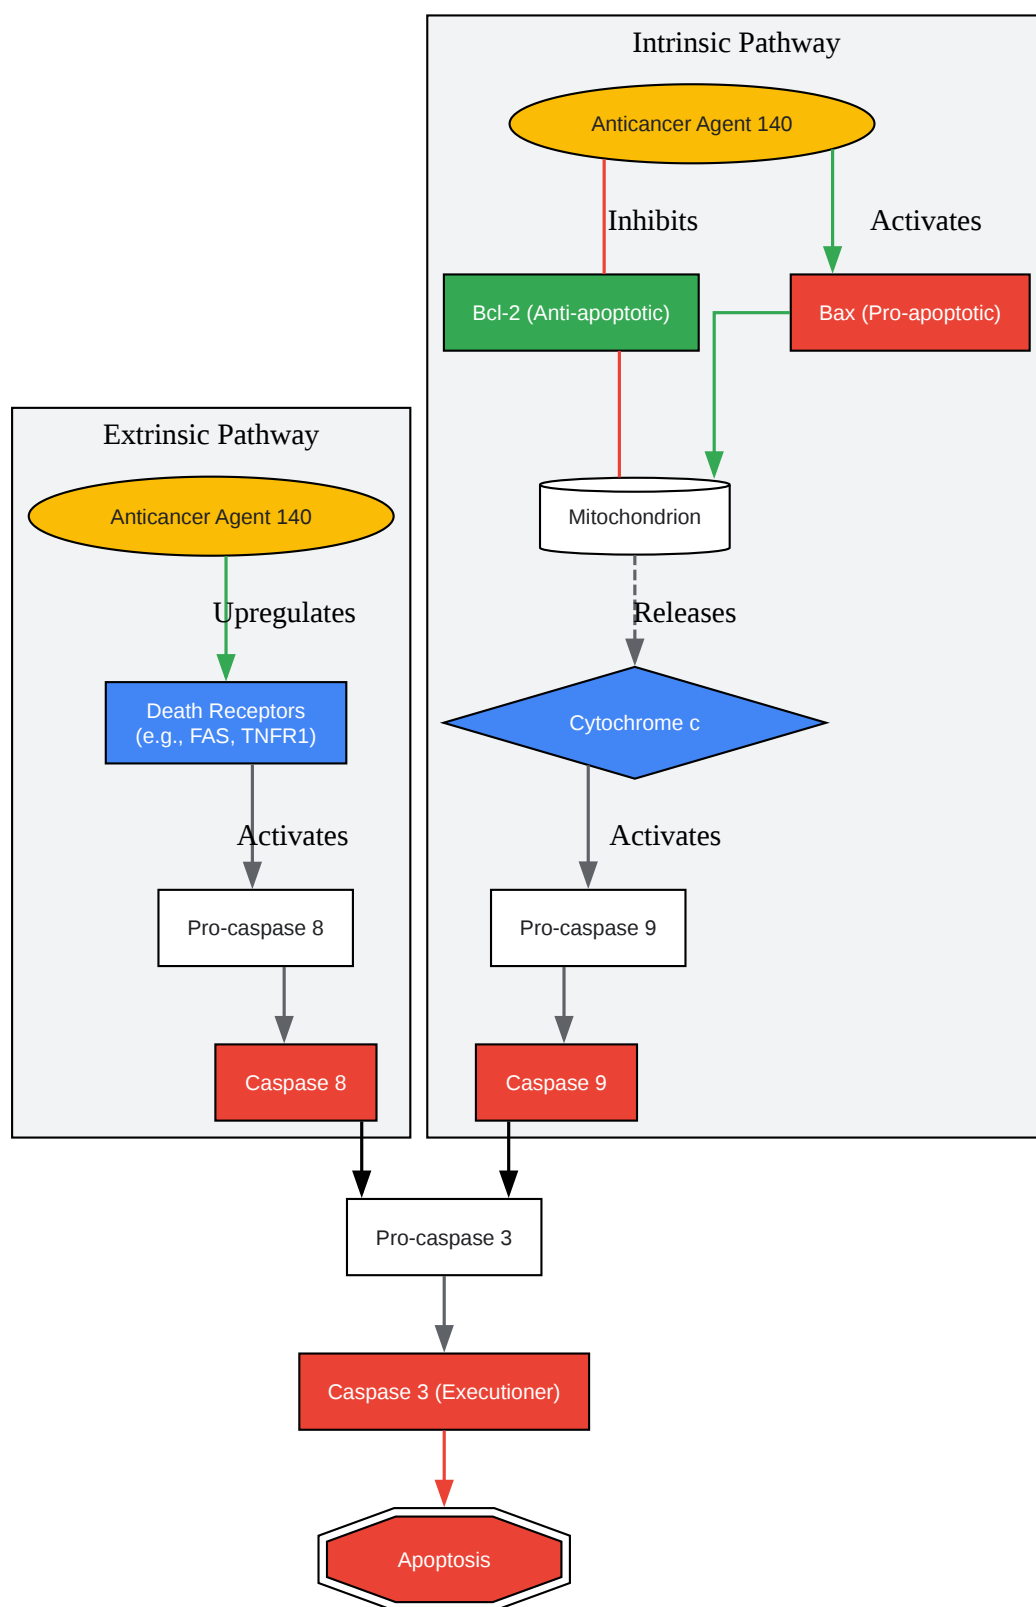 Intrinsic Pathway
Anticancer Agent 140
Inhibits
Activates
Bcl-2 (Anti-apoptotic)
Bax (Pro-apoptotic)
Mitochondrion
Releases
Cytochrome c
Activates
Pro-caspase 9
Caspase 9
Extrinsic Pathway
Anticancer Agent 140
Upregulates
Death Receptors
(e.g., FAS, TNFR1)
Activates
Pro-caspase 8
Caspase 8
Pro-caspase 3
Caspase 3 (Executioner)
Apoptosis